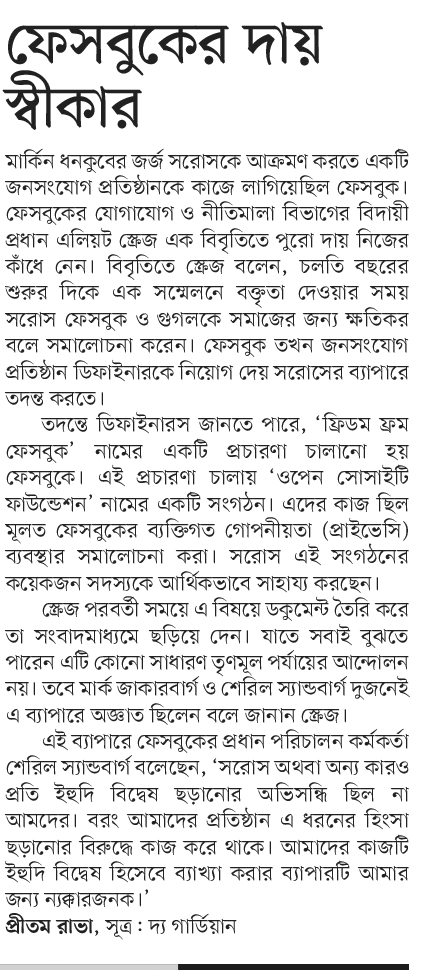 ফেসবুকের দায়
স্বীকার
মার্কিন ধনকুবের জর্জ সরোসকে আক্রমণ করতে একটি
জনসংযোগ প্রতিষ্ঠানকে কাজে লাগিয়েছিল ফেসবুক।
ফেসবুকের যোগাযোগ ও নীতিমালা বিভাগের বিদায়ী
প্রধান এলিয়ট স্ক্রেজ এক বিবৃতিতে পুরো দায় নিজের
কাঁধে নেন। বিবৃতিতে স্ক্রেজ বলেন, চলতি বছরের
শুরুর দিকে এক সম্মেলনে বক্তৃতা দেওয়ার সময়
সরোস ফেসবুক ও গুগলকে সমাজের জন্য ক্ষতিকর
বলে সমালোচনা করেন। ফেসবুক তখন জনসংযোগ
প্রতিষ্ঠান ডিফাইনারকে নিয়োগ দেয় সরোসের ব্যাপারে
তদন্ত করতে।
তদন্তে ডিফাইনারস জানতে পারে, ‘ফ্রিডম ফ্রম
ফেসবুক’ নামের একটি প্রচারণা চালানো হয়
ফেসবুকে। এই প্রচারণা চালায় ‘ওপেন সোসাইটি
ফাউন্ডেশন’ নামের একটি সংগঠন। এদের কাজ ছিল
মূলত ফেসবুকের ব্যক্তিগত গোপনীয়তা (প্রাইভেসি)
ব্যবস্থার সমালোচনা করা। সরোস এই সংগঠনের
কয়েকজন সদস্যকে আর্থিকভাবে সাহায্য করছেন।
স্ক্রেজ পরবর্তী সময়ে এ বিষয়ে ডকুমেন্ট তৈরি করে
তা সংবাদমাধ্যমে ছড়িয়ে দেন। যাতে সবাই বুঝতে
পারেন এটি কোনো সাধারণ তৃণমূল পর্যায়ের আন্দোলন
নয়। তবে মার্ক জাকারবার্গ ও শেরিল স্যান্ডবার্গ দুজনেই
এ ব্যাপারে অজ্ঞাত ছিলেন বলে জানান স্ক্রেজ।
এই ব্যাপারে ফেসবুকের প্রধান পরিচালন কর্মকর্তা
শেরিল স্যান্ডবার্গ বলেছেন, ‘সরোস অথবা অন্য কারও
প্রতি ইহুদি বিদ্বেষ ছড়ানোর অভিসন্ধি ছিল না
আমদের। বরং আমাদের প্রতিষ্ঠান এ ধরনের হিংসা
ছড়ানোর বিরুদ্ধে কাজ করে থাকে। আমাদের কাজটি
ইহুদি বিদ্বেষ হিসেবে ব্যাখ্যা করার ব্যাপারটি আমার
জন্য ন্যক্কারজনক।’
প্রীতম রাভা, সূত্র : দ্য গার্ডিয়ান